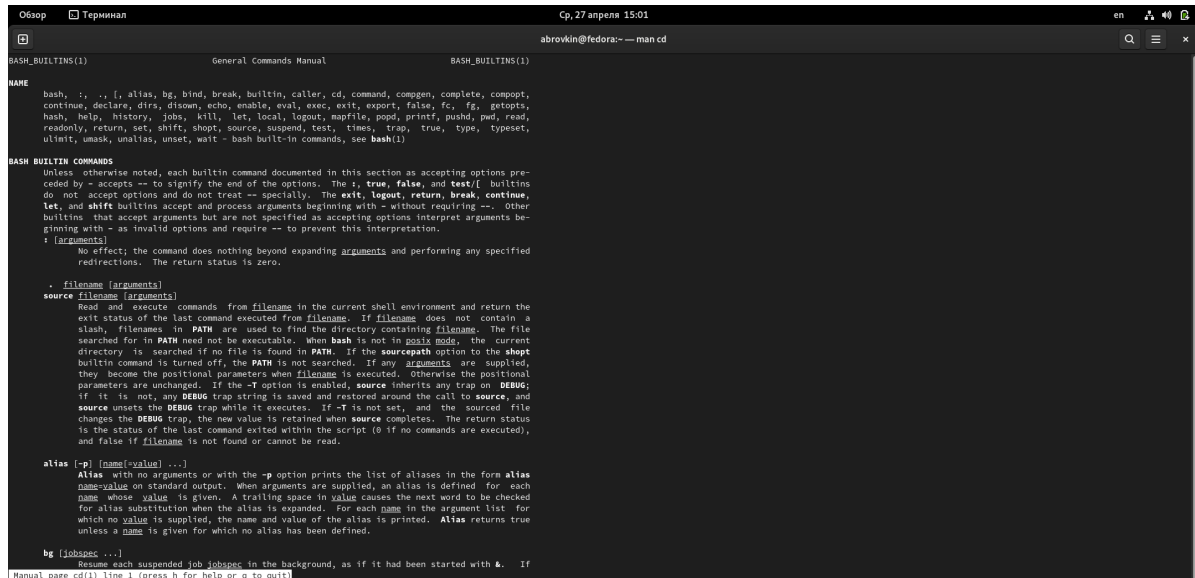 Обзор Терминал Ср, 27 апреля 15:01 en
abrovkin@fedora:~ — man cd
BASH_BUILTINS(1) General Commands Manual BASH_BUILTINS(1)
NAME
bash, :, ., [, alias, bg, bind, break, builtin, caller, cd, command, compgen, complete, compopt,
continue, declare, dirs, disown, echo, enable, eval, exec, exit, export, false, fc, fg, getopts,
hash, help, history, jobs, kill, let, local, logout, mapfile, popd, printf, pushd, pwd, read,
readonly, return, set, shift, shopt, source, suspend, test, times, trap, true, type, typeset,
ulimit, umask, unalias, unset, wait - bash built-in commands, see bash(1)
BASH BUILTIN COMMANDS
Unless otherwise noted, each builtin command documented in this section as accepting options pre-
ceded by - accepts -- to signify the end of the options. The :, true, false, and test/[ builtins
do not accept options and do not treat -- specially. The exit, logout, return, break, continue,
let, and shift builtins accept and process arguments beginning with - without requiring --. Other
builtins that accept arguments but are not specified as accepting options interpret arguments be-
ginning with - as invalid options and require -- to prevent this interpretation.
: [arguments]
No effect; the command does nothing beyond expanding arguments and performing any specified
redirections. The return status is zero.
. filename [arguments]
source filename [arguments]
Read and execute commands from filename in the current shell environment and return the
exit status of the last command executed from filename. If filename does not contain a
slash, filenames in PATH are used to find the directory containing filename. The file
searched for in PATH need not be executable. When bash is not in posix mode, the current
directory is searched if no file is found in PATH. If the sourcepath option to the shopt
builtin command is turned off, the PATH is not searched. If any arguments are supplied,
they become the positional parameters when filename is executed. Otherwise the positional
parameters are unchanged. If the -T option is enabled, source inherits any trap on DEBUG;
if it is not, any DEBUG trap string is saved and restored around the call to source, and
source unsets the DEBUG trap while it executes. If -T is not set, and the sourced file
changes the DEBUG trap, the new value is retained when source completes. The return status
is the status of the last command exited within the script (0 if no commands are executed),
and false if filename is not found or cannot be read.
alias [-p] [name[=value] ...]
Alias with no arguments or with the -p option prints the list of aliases in the form alias
name=value on standard output. When arguments are supplied, an alias is defined for each
name whose value is given. A trailing space in value causes the next word to be checked
for alias substitution when the alias is expanded. For each name in the argument list for
which no value is supplied, the name and value of the alias is printed. Alias returns true
unless a name is given for which no alias has been defined.
bg [jobspec ...]
Resume each suspended job jobspec in the background, as if it had been started with &. If
Manual page cd(1) line 1 (press h for help or q to quit)